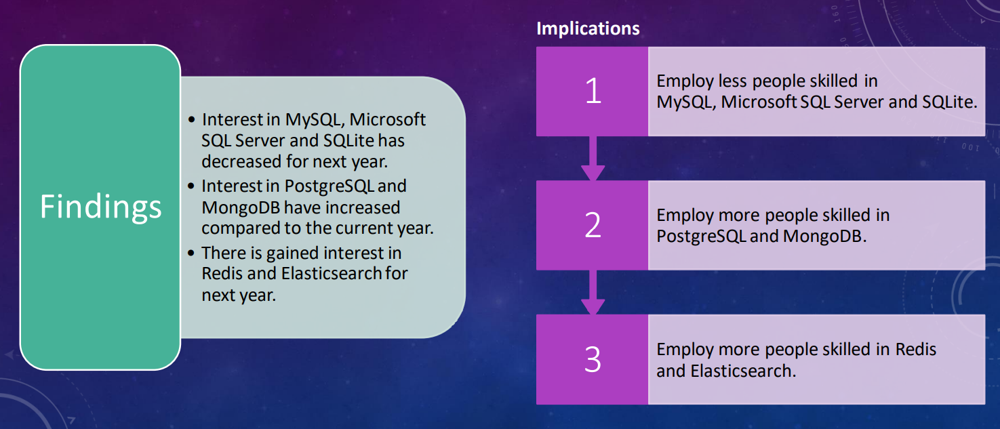 Findings
• Interest in MySQL, Microsoft
SQL Server and SQLite has
decreased for next year.
• Interest in PostgreSQL and
MongoDB have increased
compared to the current year.
• There is gained interest in
Redis and Elasticsearch for
next year.
Implications
1
Employ less people skilled in
MySQL, Microsoft SQL Server and SQLite.
2
Employ more people skilled in
PostgreSQL and MongoDB.
3
Employ more people skilled in Redis
and Elasticsearch.